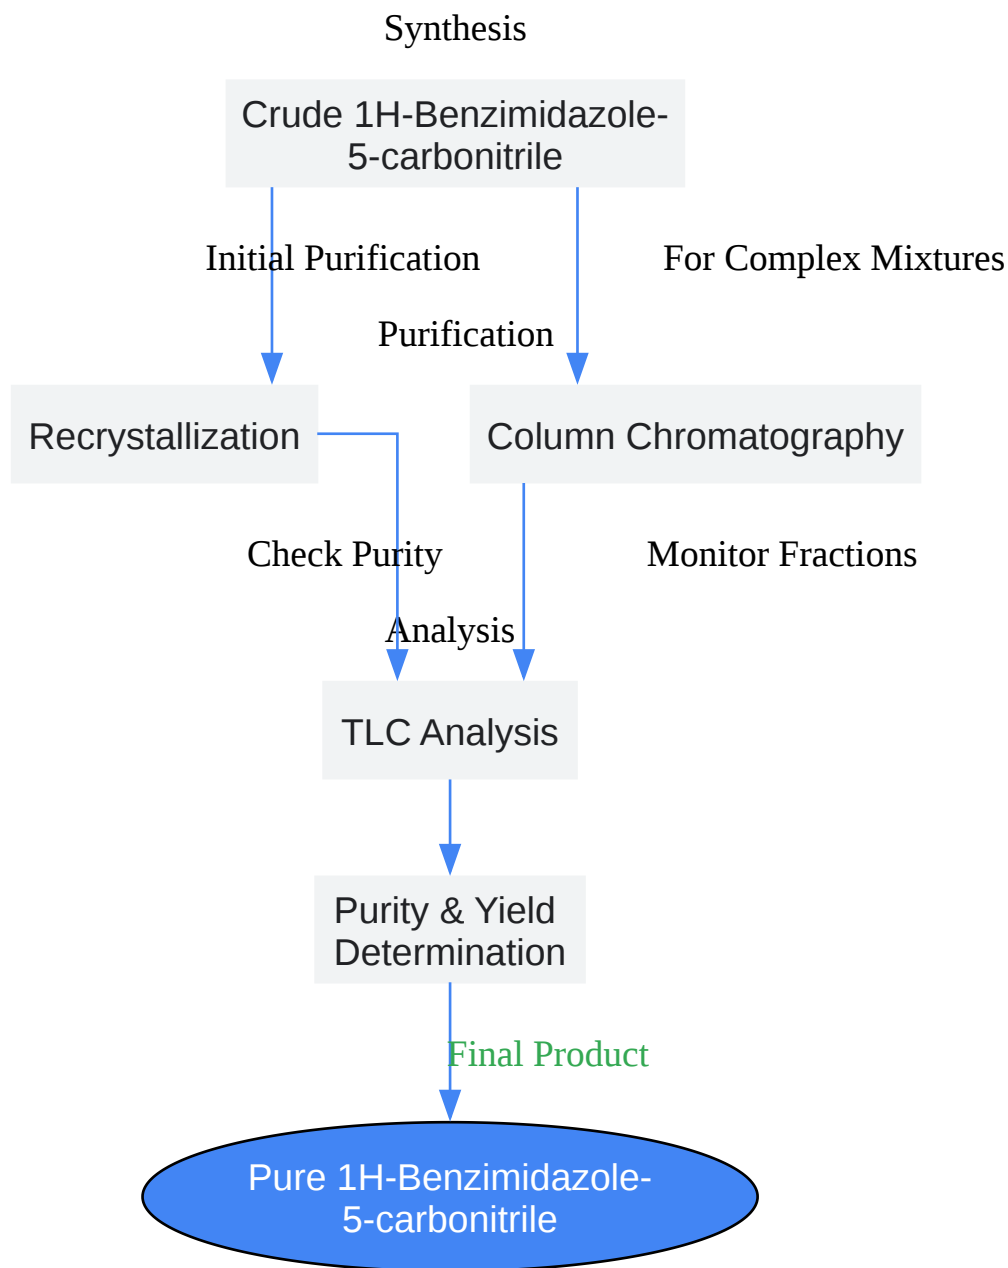 Synthesis
Crude 1H-Benzimidazole-
5-carbonitrile
Initial Purification
For Complex Mixtures
Purification
Recrystallization
Column Chromatography
Check Purity
Monitor Fractions
Analysis
TLC Analysis
Purity & Yield
Determination
Final Product
Pure 1H-Benzimidazole-
5-carbonitrile